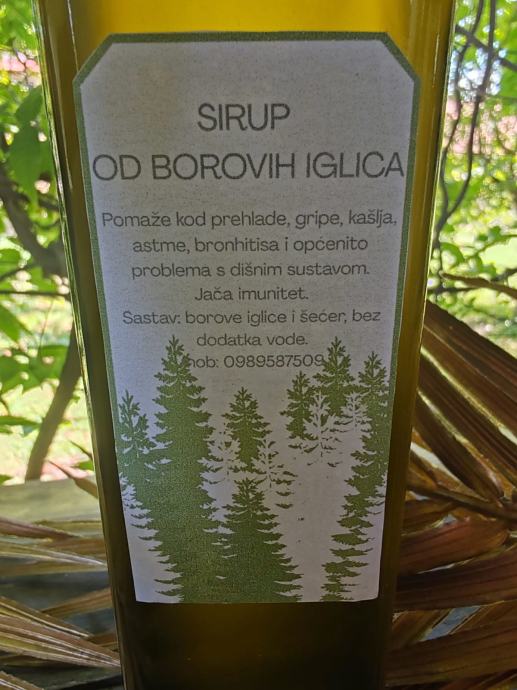 SIRUP
OD BOROVIH IGLICA
Pomaže kod prehlade, gripe, kašlja,
astme, bronhitisa i općenito
problema s dišnim sustavom.
Jača imunitet.
Sastav: borove iglice i šećer, bez
dodatka vode.
mob: 0989587509